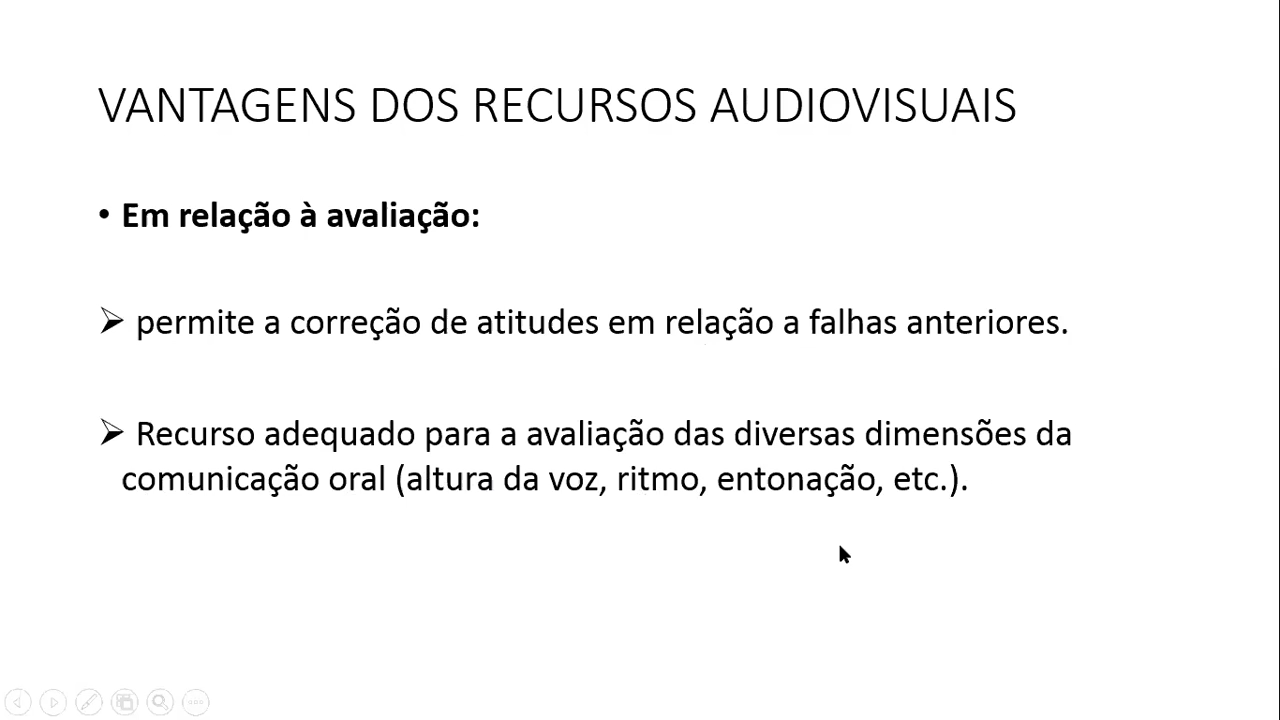 VANTAGENS DOS RECURSOS AUDIOVISUAIS
• Em relação à avaliação:
➢ permite a correção de atitudes em relação a falhas anteriores.
➢ Recurso adequado para a avaliação das diversas dimensões da
comunicação oral (altura da voz, ritmo, entonação, etc.).